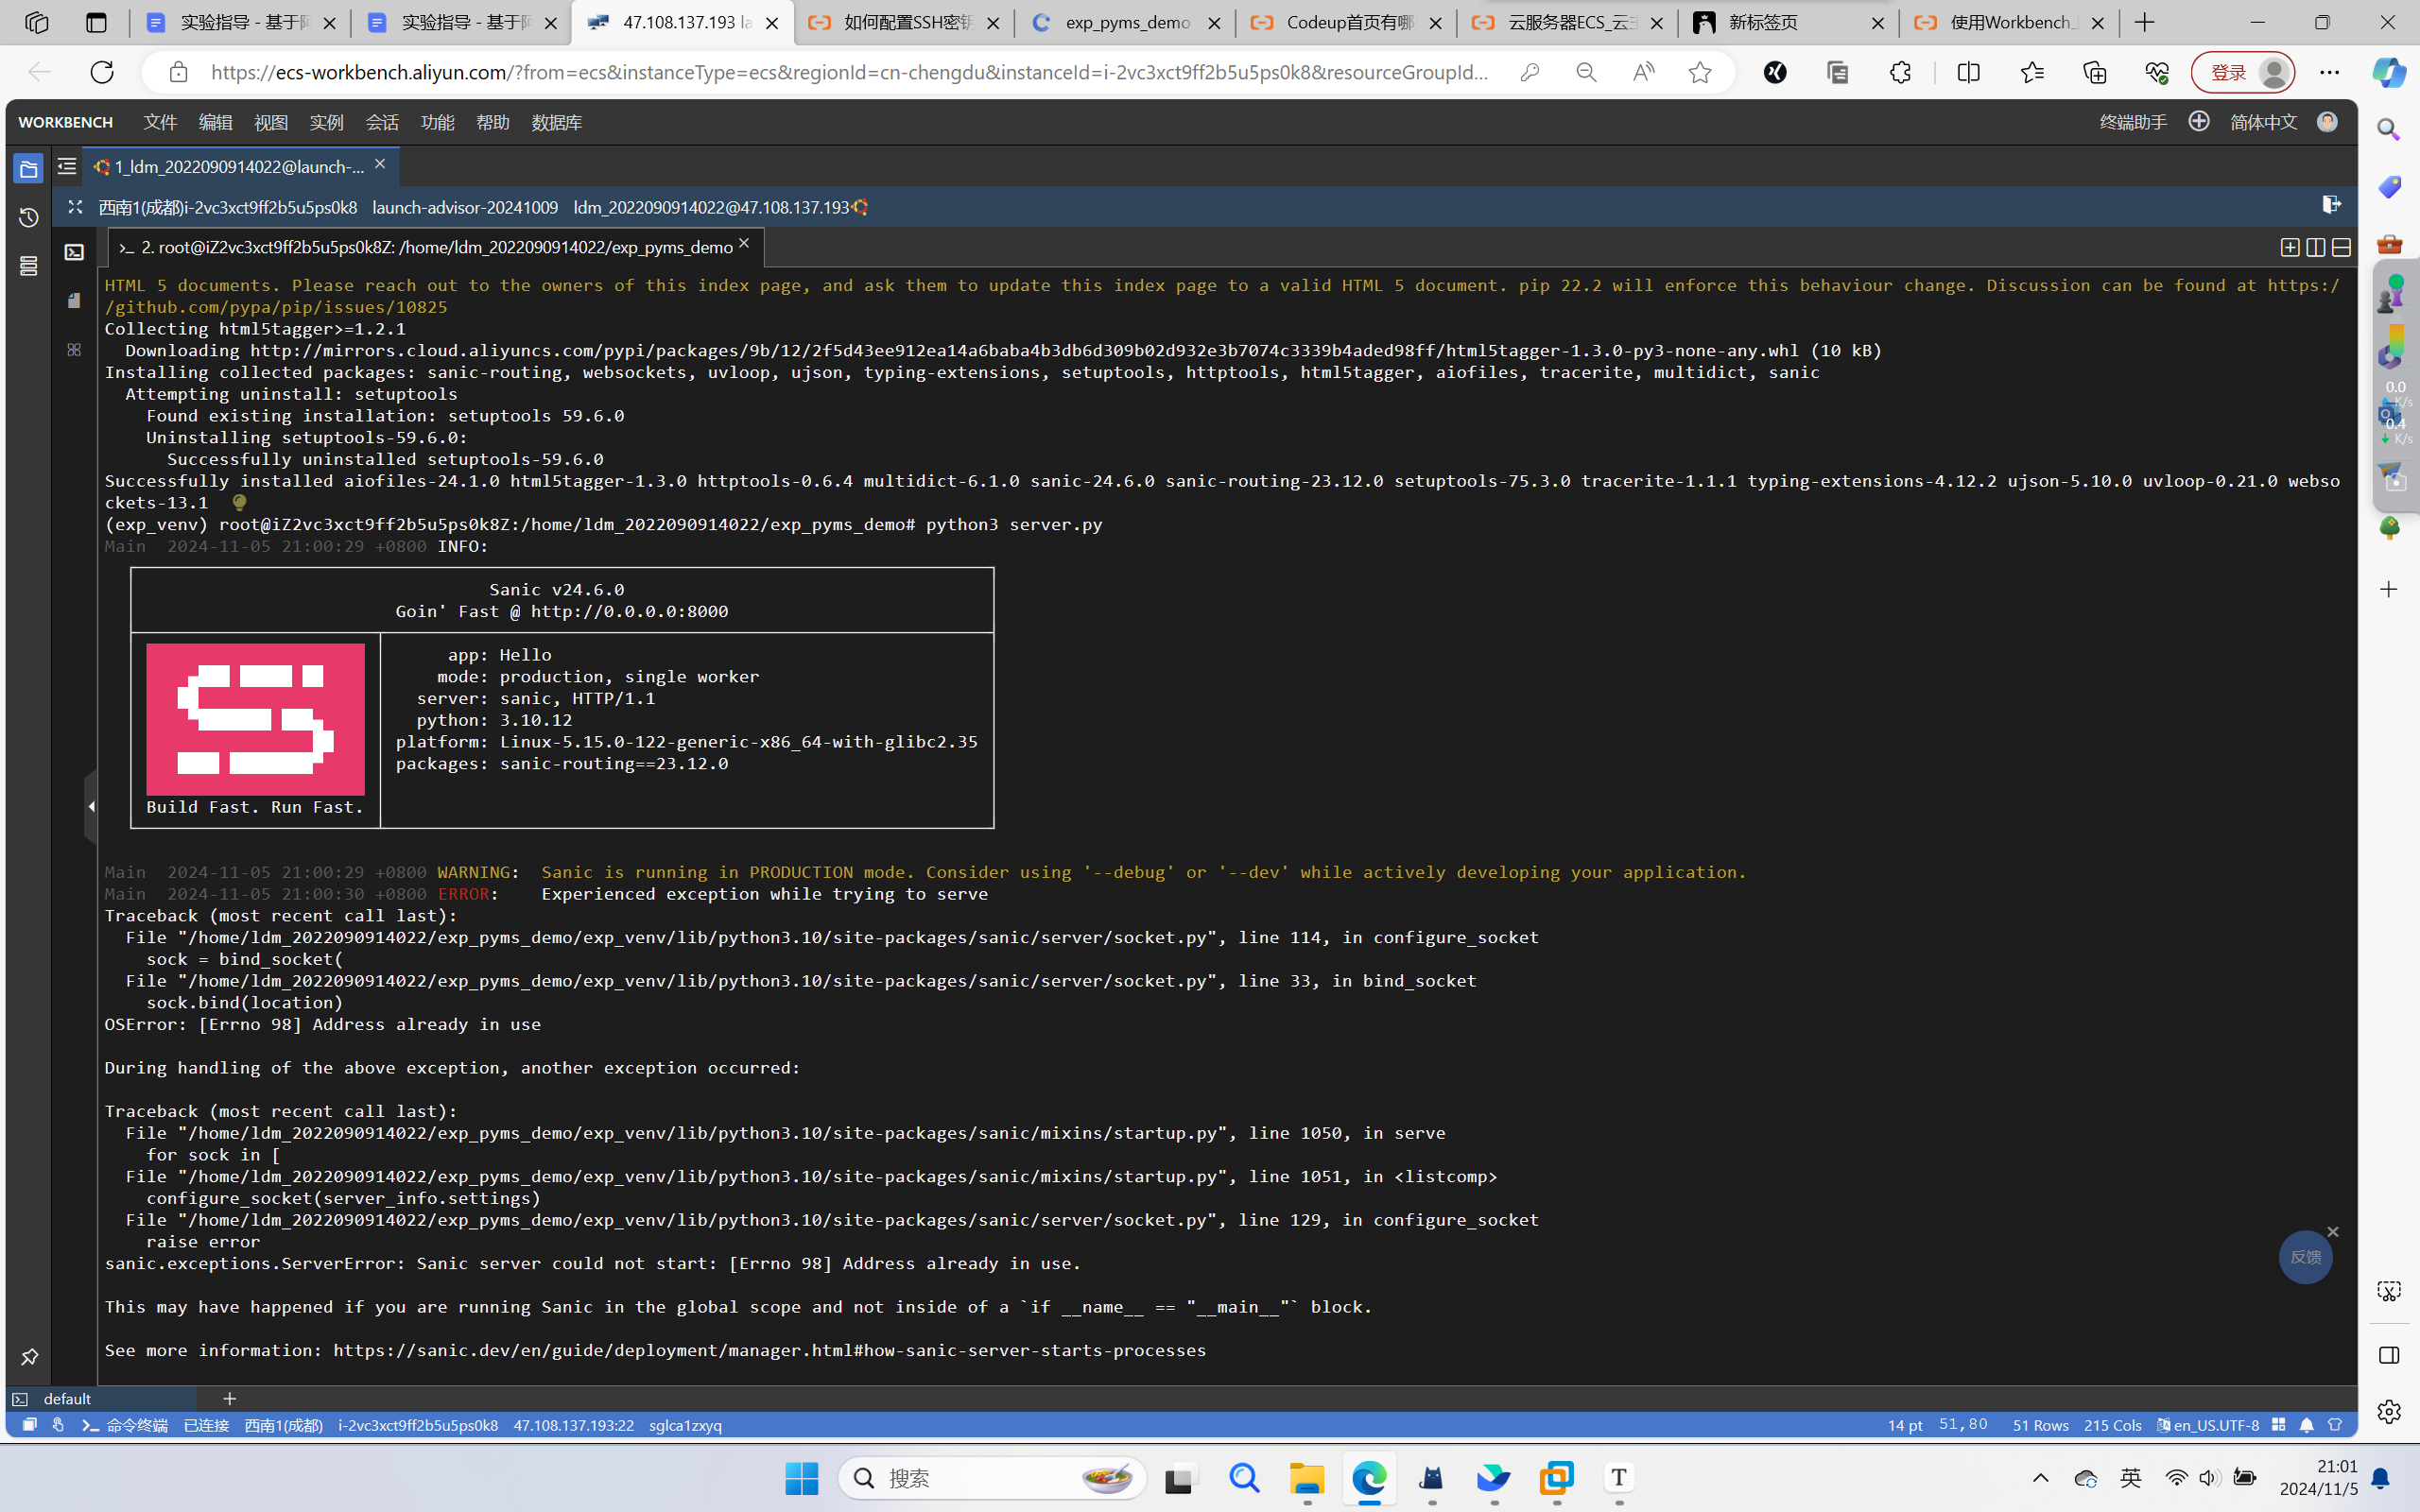 实验指导 - 基于阿
实验指导 - 基于阿
47.108.137.193 la
如何配置SSH密钥
exp_pyms_demo
Codeup首页有哪
云服务器ECS_云主
新标签页
使用Workbench_
https://ecs-workbench.aliyun.com/?from=ecs&instanceType=ecs&regionId=cn-chengdu&instanceId=i-2vc3xct9ff2b5u5ps0k8&resourceGroupId...
登录
WORKBENCH 文件 编辑 视图 实例 会话 功能 帮助 数据库
终端助手 简体中文
1_ldm_2022090914022@launch-...
西南1(成都)i-2vc3xct9ff2b5u5ps0k8 launch-advisor-20241009 ldm_2022090914022@47.108.137.193
>_ 2. root@iZ2vc3xct9ff2b5u5ps0k8Z: /home/ldm_2022090914022/exp_pyms_demo
HTML 5 documents. Please reach out to the owners of this index page, and ask them to update this index page to a valid HTML 5 document. pip 22.2 will enforce this behaviour change. Discussion can be found at https:/
/github.com/pypa/pip/issues/10825
Collecting html5tagger>=1.2.1
Downloading http://mirrors.cloud.aliyuncs.com/pypi/packages/9b/12/2f5d43ee912ea14a6baba4b3db6d309b02d932e3b7074c3339b4aded98ff/html5tagger-1.3.0-py3-none-any.whl (10 kB)
Installing collected packages: sanic-routing, websockets, uvloop, ujson, typing-extensions, setuptools, httptools, html5tagger, aiofiles, tracerite, multidict, sanic
Attempting uninstall: setuptools
Found existing installation: setuptools 59.6.0
Uninstalling setuptools-59.6.0:
Successfully uninstalled setuptools-59.6.0
Successfully installed aiofiles-24.1.0 html5tagger-1.3.0 httptools-0.6.4 multidict-6.1.0 sanic-24.6.0 sanic-routing-23.12.0 setuptools-75.3.0 tracerite-1.1.1 typing-extensions-4.12.2 ujson-5.10.0 uvloop-0.21.0 webso
ckets-13.1
(exp_venv) root@iZ2vc3xct9ff2b5u5ps0k8Z:/home/ldm_2022090914022/exp_pyms_demo# python3 server.py
Main 2024-11-05 21:00:29 +0800 INFO:
Sanic v24.6.0
Goin' Fast @ http://0.0.0.0:8000
app: Hello
mode: production, single worker
server: sanic, HTTP/1.1
python: 3.10.12
platform: Linux-5.15.0-122-generic-x86_64-with-glibc2.35
packages: sanic-routing==23.12.0
Build Fast. Run Fast.
Main 2024-11-05 21:00:29 +0800 WARNING: Sanic is running in PRODUCTION mode. Consider using '--debug' or '--dev' while actively developing your application.
Main 2024-11-05 21:00:30 +0800 ERROR: Experienced exception while trying to serve
Traceback (most recent call last):
File "/home/ldm_2022090914022/exp_pyms_demo/exp_venv/lib/python3.10/site-packages/sanic/server/socket.py", line 114, in configure_socket
sock = bind_socket(
File "/home/ldm_2022090914022/exp_pyms_demo/exp_venv/lib/python3.10/site-packages/sanic/server/socket.py", line 33, in bind_socket
sock.bind(location)
OSError: [Errno 98] Address already in use
During handling of the above exception, another exception occurred:
Traceback (most recent call last):
File "/home/ldm_2022090914022/exp_pyms_demo/exp_venv/lib/python3.10/site-packages/sanic/mixins/startup.py", line 1050, in serve
for sock in [
File "/home/ldm_2022090914022/exp_pyms_demo/exp_venv/lib/python3.10/site-packages/sanic/mixins/startup.py", line 1051, in <listcomp>
configure_socket(server_info.settings)
File "/home/ldm_2022090914022/exp_pyms_demo/exp_venv/lib/python3.10/site-packages/sanic/server/socket.py", line 129, in configure_socket
raise error
sanic.exceptions.ServerError: Sanic server could not start: [Errno 98] Address already in use.
This may have happened if you are running Sanic in the global scope and not inside of a `if __name__ == "__main__"` block.
See more information: https://sanic.dev/en/guide/deployment/manager.html#how-sanic-server-starts-processes
0.0
K/s
0.4
K/s
反馈
default
命令终端 已连接 西南1(成都) i-2vc3xct9ff2b5u5ps0k8 47.108.137.193:22 sglca1zxyq
14 pt 51,80 51 Rows 215 Cols en_US.UTF-8
搜索
英
21:01
2024/11/5